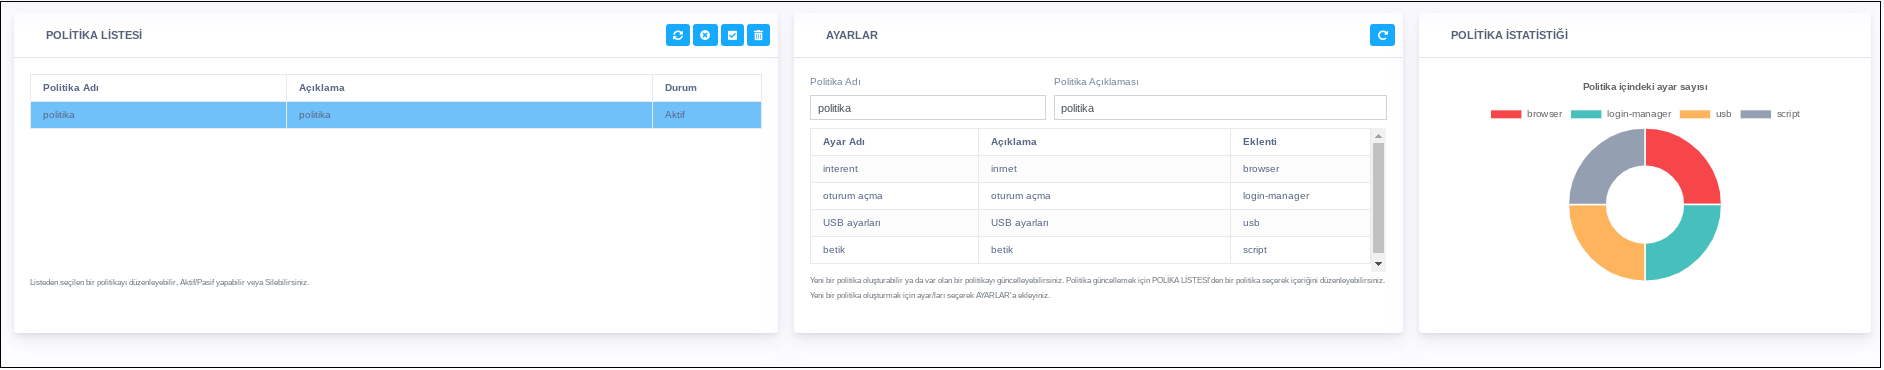 POLİTİKA LİSTESİ
Politika Adı Açıklama Durum
politika politika Aktif
Listeden seçilen bir politikayı düzenleyebilir, Aktif/Pasif yapabilir veya Silebilirsiniz.
AYARLAR
Politika Adı Politika Açıklaması
politika politika
Ayar Adı Açıklama Eklenti
interent inrnet browser
oturum açma oturum açma login-manager
USB ayarları USB ayarları usb
betik betik script
Yeni bir politika oluşturabilir ya da var olan bir politikayı güncelleyebilirsiniz. Politika güncellemek için POLİKA LİSTESİ'den bir politika seçerek içeriğini düzenleyebilirsiniz.
Yeni bir politika oluşturmak için ayar/ları seçerek AYARLAR'a ekleyiniz.
POLİTİKA İSTATİSTİĞİ
Politika içindeki ayar sayısı
browser login-manager usb script